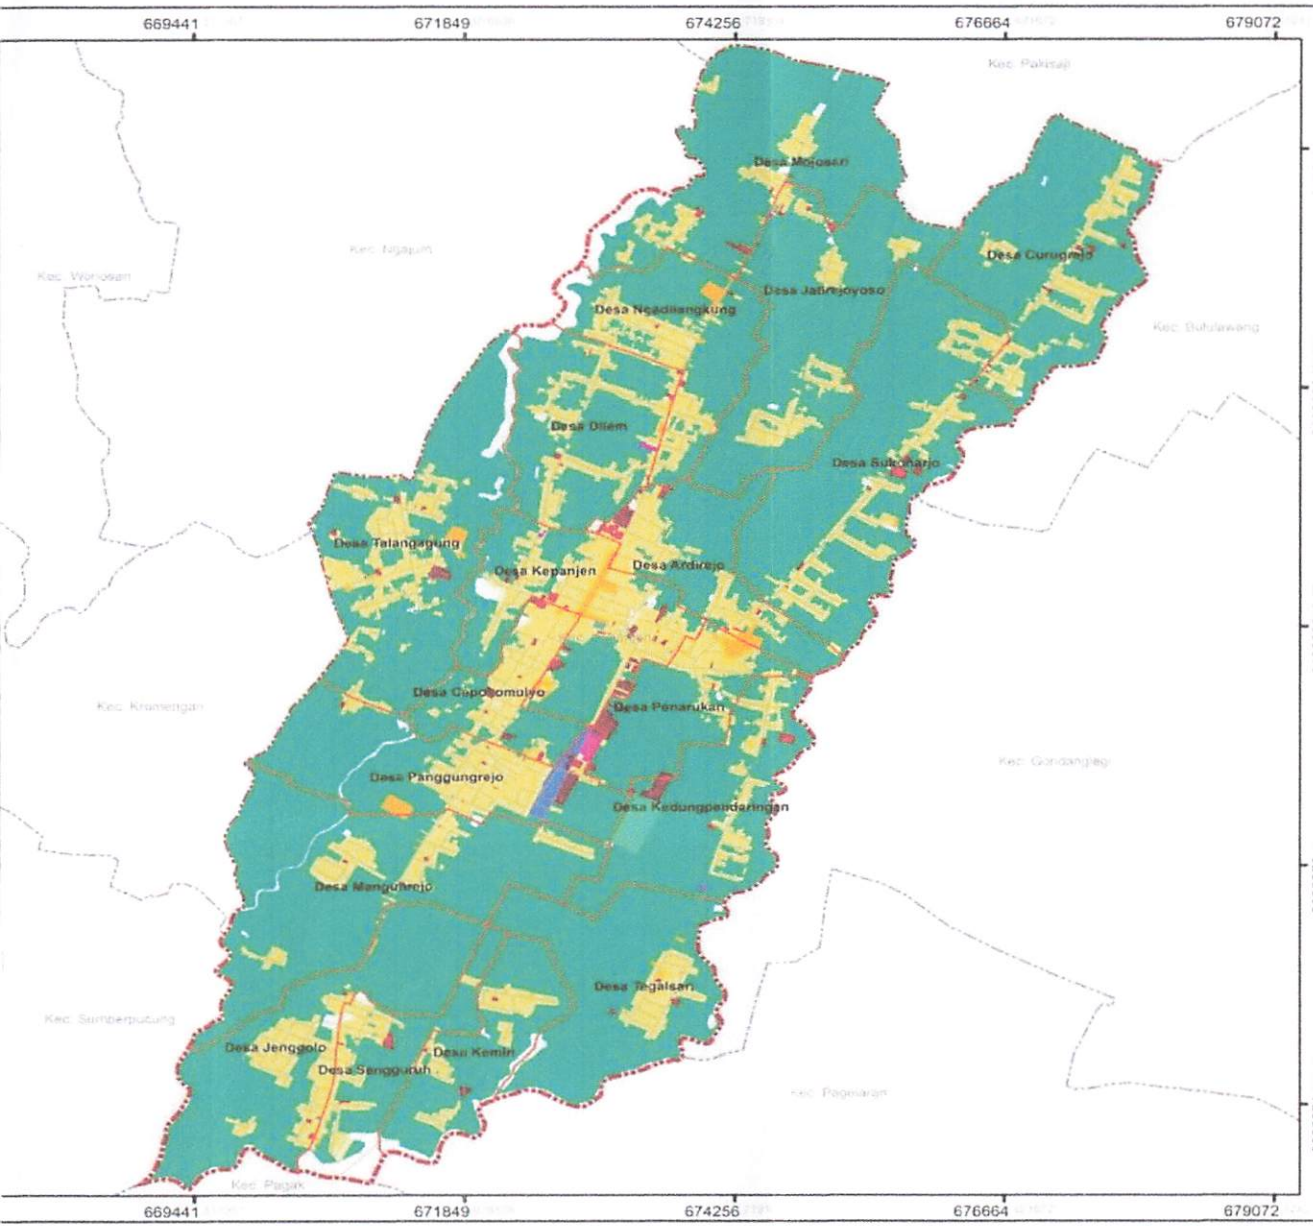 669441 671849 674256 676664 679072
Kec. Pakisaji
Desa Mojosari
Kec. Ngajum
Desa Curugrejo
Kec. Wonosari
Desa Jatirejoyoso
Desa Ngadilangkung
Kec. Bululawang
Desa Dilem
Desa Sukoharjo
Desa Talangagung
Desa Kepanjen
Desa Ardirejo
Desa Cepokomulyo
Desa Penarukan
Kec. Kromengan
Kec. Gondanglegi
Desa Panggungrejo
Desa Kedungpendaringan
Desa Mangunrejo
Desa Tegalsari
Kec. Sumberpucung
Desa Jenggolo
Desa Kemiri
Desa Sengguruh
Kec. Pagelaran
Kec. Pagak
669441 671849 674256 676664 679072